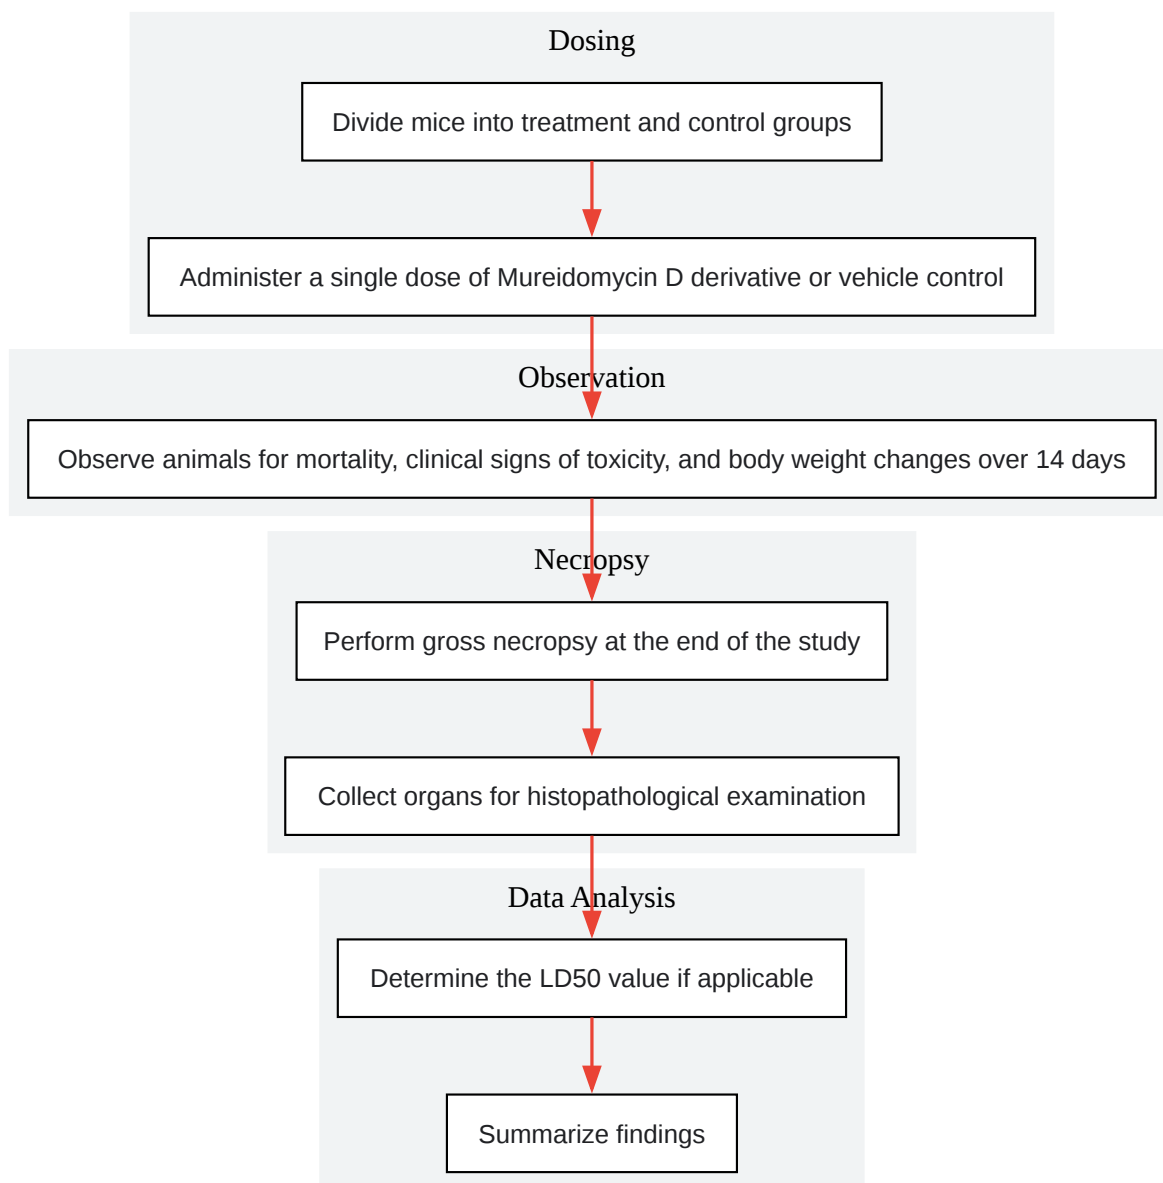 Dosing
Divide mice into treatment and control groups
Administer a single dose of Mureidomycin D derivative or vehicle control
Observation
Observe animals for mortality, clinical signs of toxicity, and body weight changes over 14 days
Necropsy
Perform gross necropsy at the end of the study
Collect organs for histopathological examination
Data Analysis
Determine the LD50 value if applicable
Summarize findings